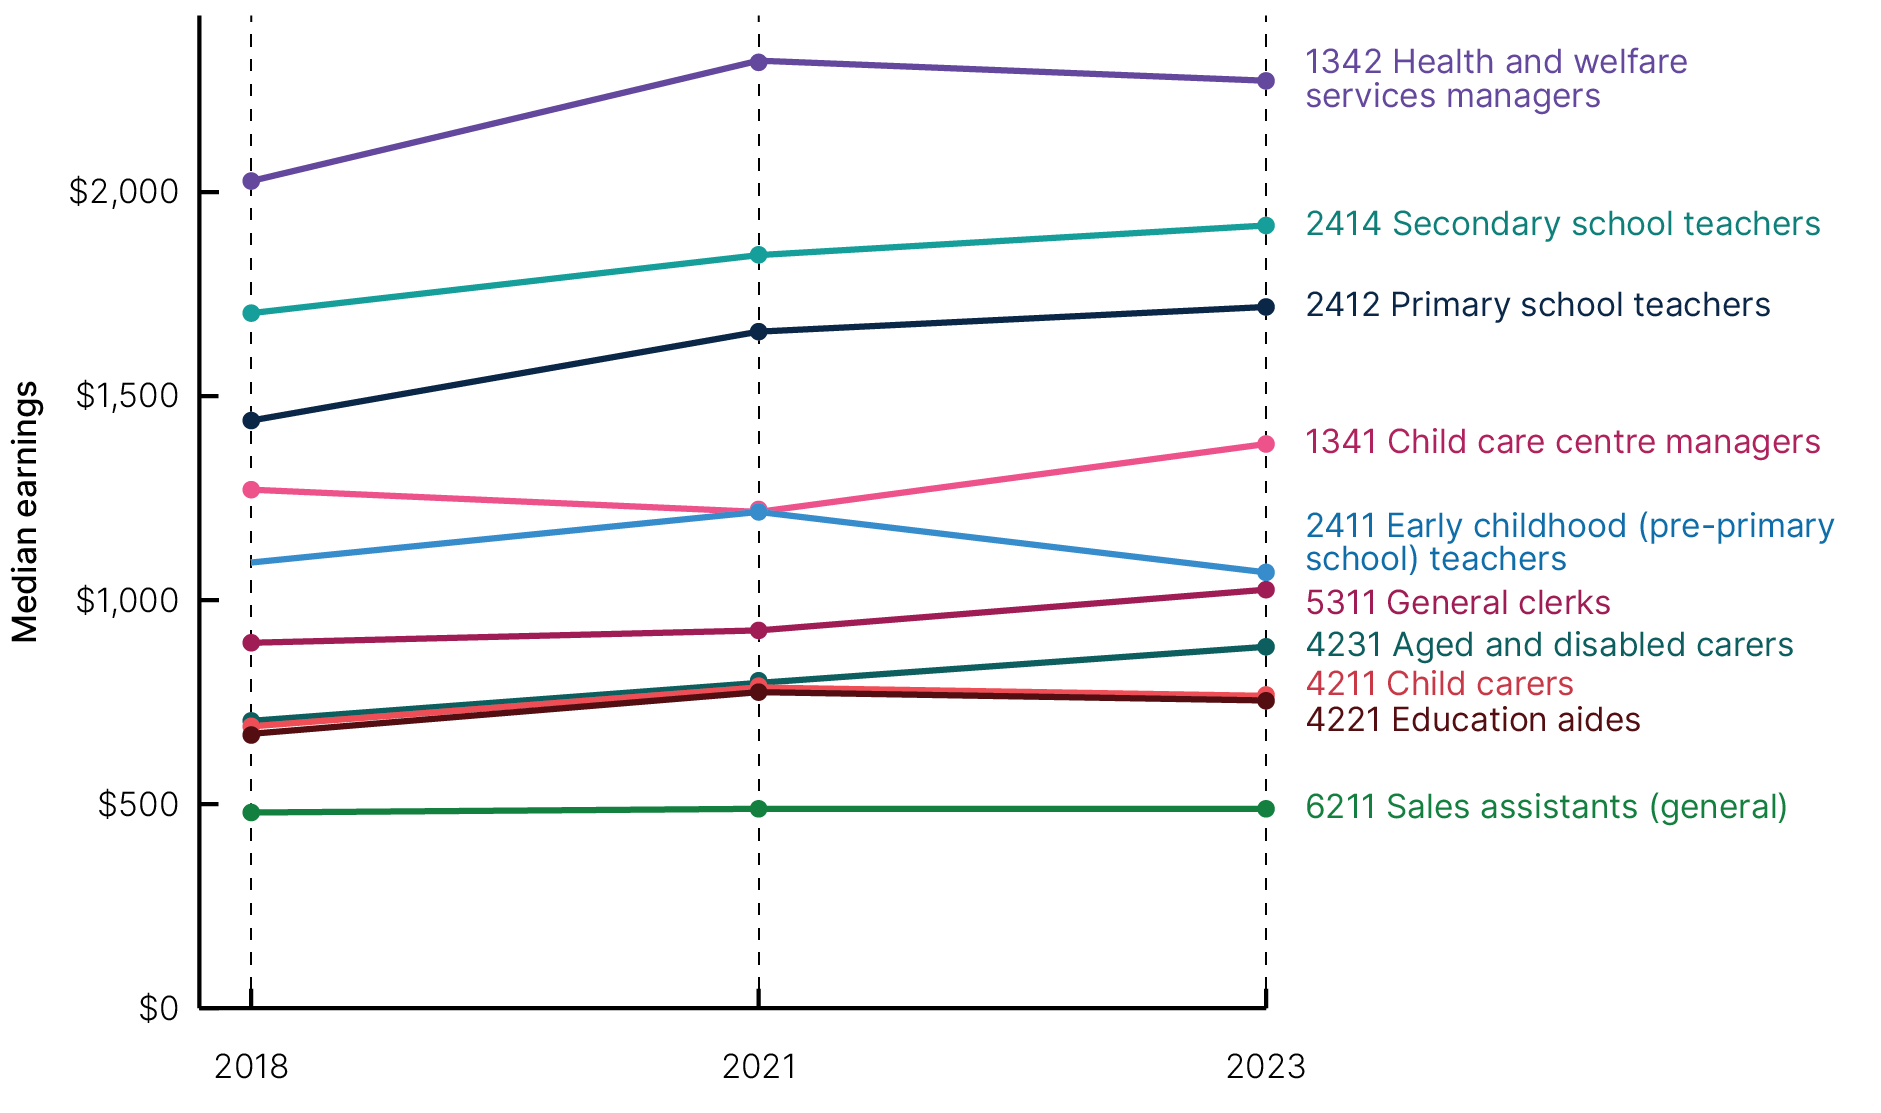 1342 Health and welfare
services managers
$2,000
2414 Secondary school teachers
2412 Primary school teachers
$1,500
1341 Child care centre managers
Median earnings
2411 Early childhood (pre-primary
school) teachers
$1,000
5311 General clerks
4231 Aged and disabled carers
4211 Child carers
4221 Education aides
$500
6211 Sales assistants (general)
$0
2018
2021
2023